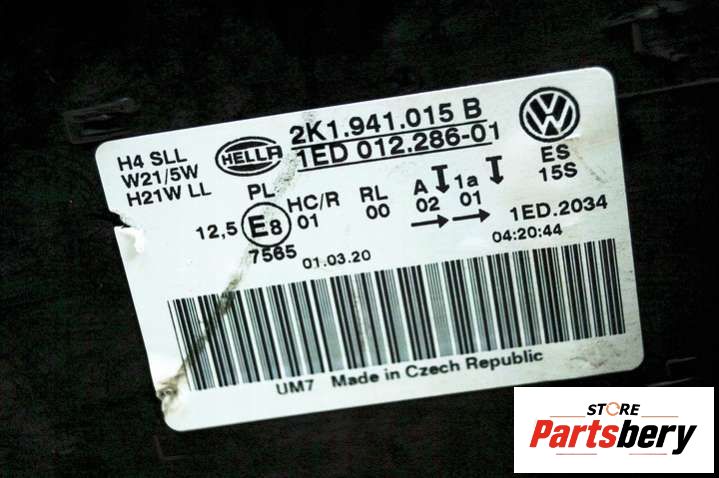 H4 SLL
W21/5W
H21W LL
HELLA
2K1.941.015 B
1ED 012.286-01
VW
ES
15S
PL HC/R RL A 1a
12,5 E8 01 00 02 01
7565 01.03.20
1ED.2034
04:20:44
UM7 Made in Czech Republic
STORE
Partsbery